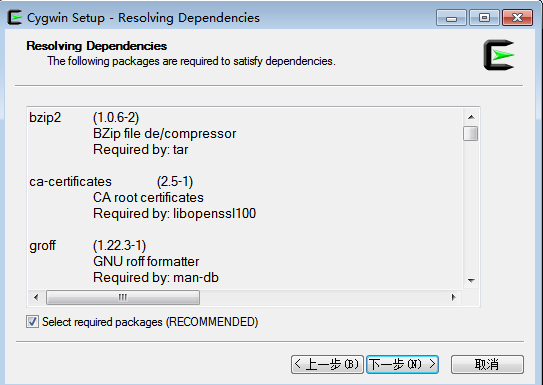 Cygwin Setup - Resolving Dependencies
Resolving Dependencies
The following packages are required to satisfy dependencies.
bzip2 (1.0.6-2)
BZip file de/compressor
Required by: tar
ca-certificates (2.5-1)
CA root certificates
Required by: libopenssl100
groff (1.22.3-1)
GNU roff formatter
Required by: man-db
Select required packages (RECOMMENDED)
< 上一步(B) 下一步(N) > 取消